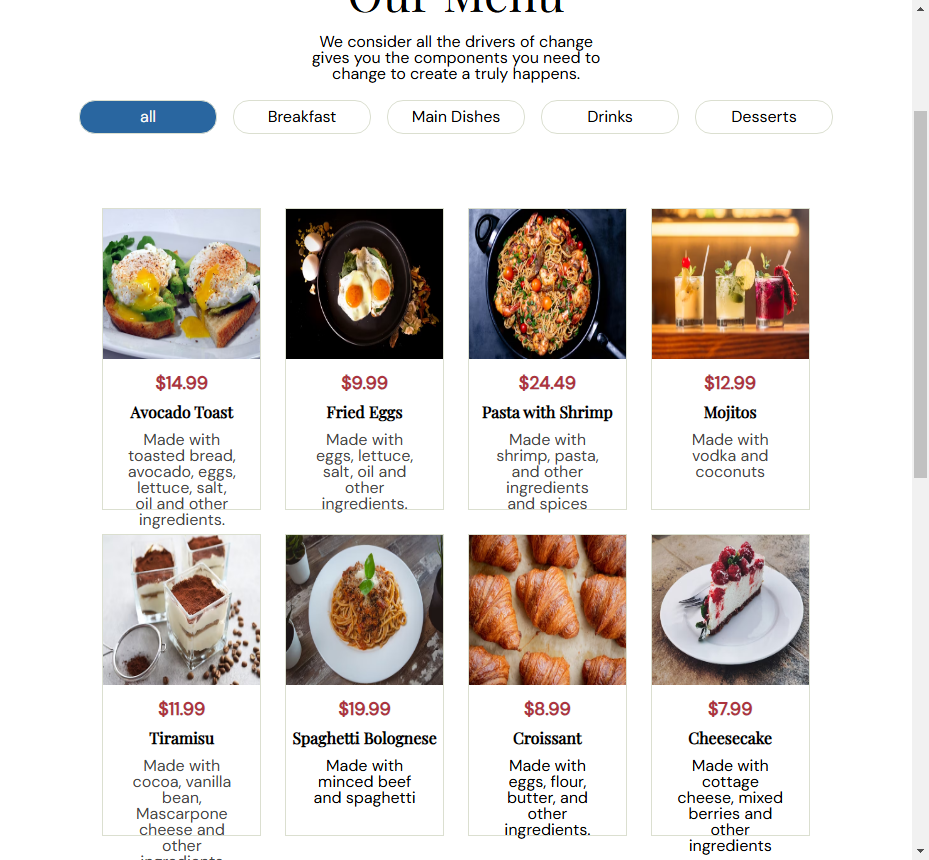 Our Menu
We consider all the drivers of change
gives you the components you need to
change to create a truly happens.
all
Breakfast
Main Dishes
Drinks
Desserts
$14.99
Avocado Toast
Made with
toasted bread,
avocado, eggs,
lettuce, salt,
oil and other
ingredients.
$9.99
Fried Eggs
Made with
eggs, lettuce,
salt, oil and
other
ingredients.
$24.49
Pasta with Shrimp
Made with
shrimp, pasta,
and other
ingredients
and spices
$12.99
Mojitos
Made with
vodka and
coconuts
$11.99
Tiramisu
Made with
cocoa, vanilla
bean,
Mascarpone
cheese and
other
ingredients
$19.99
Spaghetti Bolognese
Made with
minced beef
and spaghetti
$8.99
Croissant
Made with
eggs, flour,
butter, and
other
ingredients.
$7.99
Cheesecake
Made with
cottage
cheese, mixed
berries and
other
ingredients